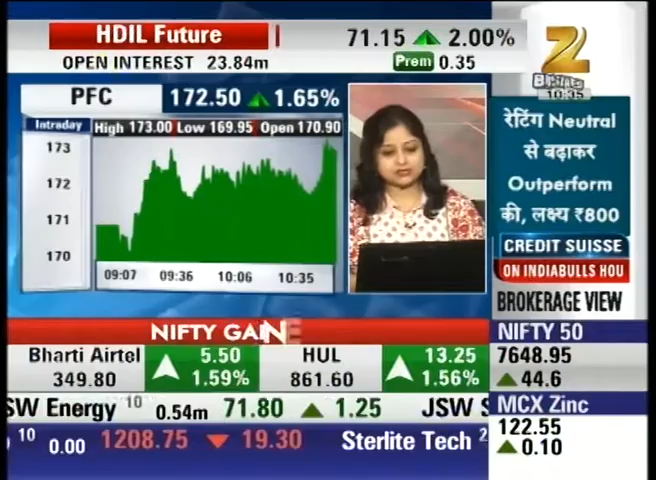 HDIL Future
71.15 2.00%
OPEN INTEREST 23.84m
Prem 0.35
10:35
PFC 172.50 1.65%
Intraday High 173.00 Low 169.95 Open 170.90
173
172
171
170
09:07 09:36 10:06 10:35
रेटिंग Neutral
से बढ़ाकर
Outperform
की, लक्ष्य ₹800
CREDIT SUISSE
ON INDIABULLS HOU
BROKERAGE VIEW
NIFTY GAINE
Bharti Airtel 5.50
349.80 1.59%
HUL 13.25
861.60 1.56%
NIFTY 50
7648.95
44.6
SW Energy 10 0.54m 71.80 1.25 JSW S
MCX Zinc
122.55
0.10
10 0.00 1208.75 19.30 Sterlite Tech 2